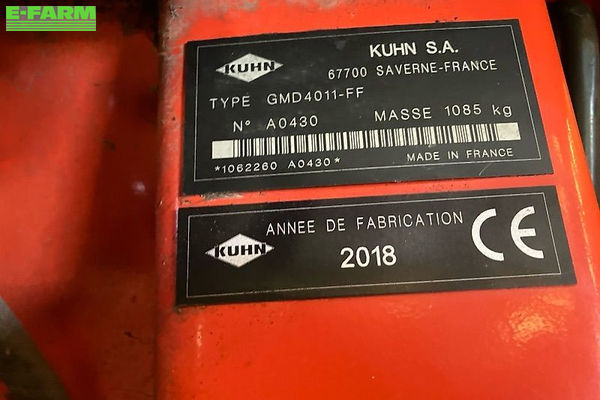 E-FARM
KUHN
KUHN S.A.
67700 SAVERNE-FRANCE
TYPE GMD4011-FF
N° A0430 MASSE 1085 kg
*1062260 A0430*
MADE IN FRANCE
KUHN
ANNEE DE FABRICATION
2018
CE